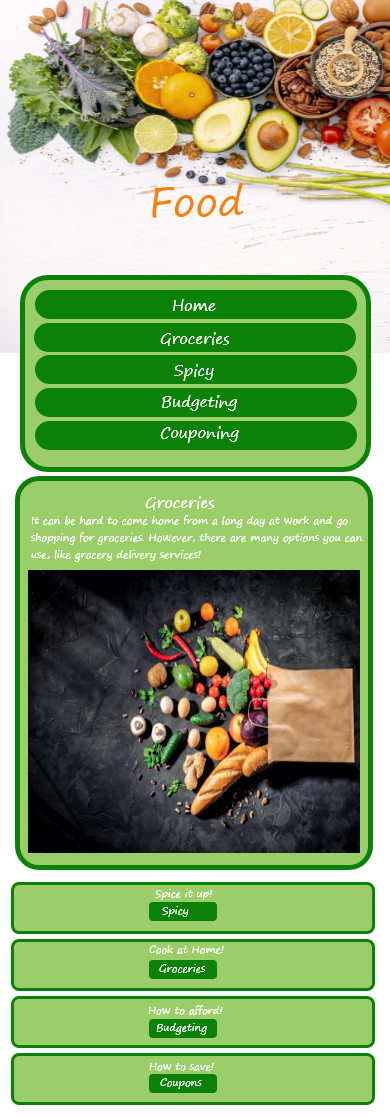 Food
Home
Groceries
Spicy
Budgeting
Couponing
Groceries
It can be hard to come home from a long day at Work and go
shopping for groceries. HoWever, there are many options you can
use, like grocery delivery services!
Spice it up!
Spicy
Cook at Home!
Groceries
HoW to afford!
Budgeting
HoW to save!
Coupons